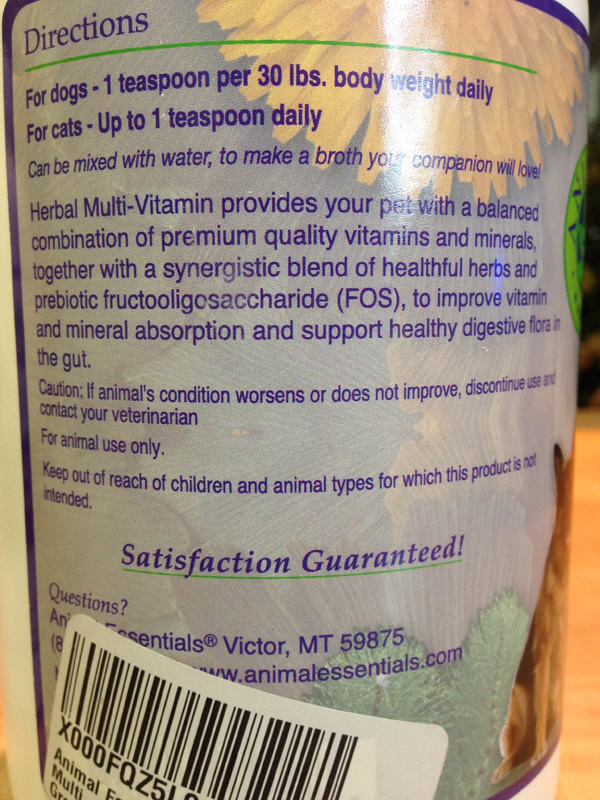 Directions
For dogs - 1 teaspoon per 30 lbs. body weight daily
For cats - Up to 1 teaspoon daily
Can be mixed with water, to make a broth your companion will love!
Herbal Multi-Vitamin provides your pet with a balanced
combination of premium quality vitamins and minerals,
together with a synergistic blend of healthful herbs and
prebiotic fructooligosaccharide (FOS), to improve vitamin
and mineral absorption and support healthy digestive flora in
the gut.
Caution: If animal's condition worsens or does not improve, discontinue use and
contact your veterinarian
For animal use only.
Keep out of reach of children and animal types for which this product is not
intended.
Satisfaction Guaranteed!
Questions?
Essentials® Victor, MT 59875
www.animalessentials.com
Animal
Multi